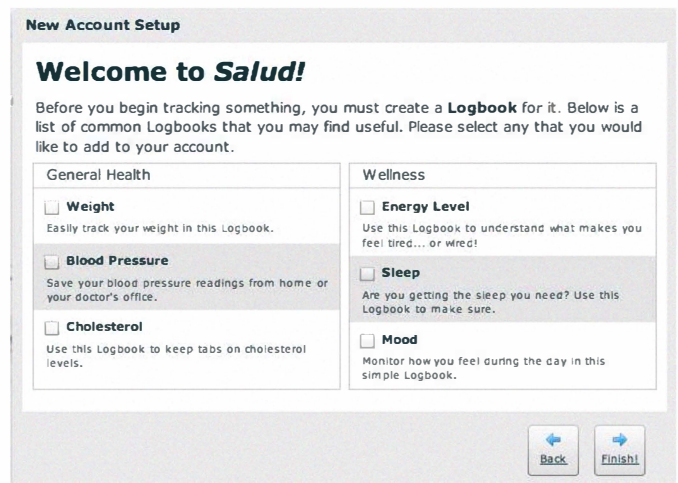 New Account Setup
Welcome to Salud!
Before you begin tracking something, you must create a Logbook for it. Below is a
list of common Logbooks that you may find useful. Please select any that you would
like to add to your account.
General Health
Weight
Easily track your weight in this Logbook.
Blood Pressure
Save your blood pressure readings from home or
your doctor's office.
Cholesterol
Use this Logbook to keep tabs on cholesterol
levels.
Wellness
Energy Level
Use this Logbook to understand what makes you
feel tired... or wired!
Sleep
Are you getting the sleep you need? Use this
Logbook to make sure.
Mood
Monitor how you feel during the day in this
simple Logbook.
Back
Finish!